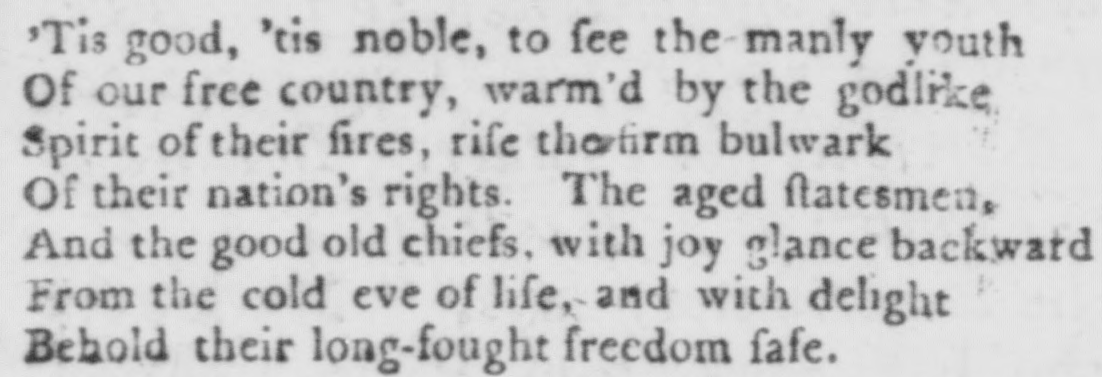 ’Tis good, ’tis noble, to ſee the manly youth
Of our free country, warm’d by the godlike
Spirit of their ſires, riſe the firm bulwark
Of their nation’s rights. The aged ſtatesmen,
And the good old chiefs, with joy glance backward
From the cold eve of life, and with delight
Behold their long-fought freedom ſafe.